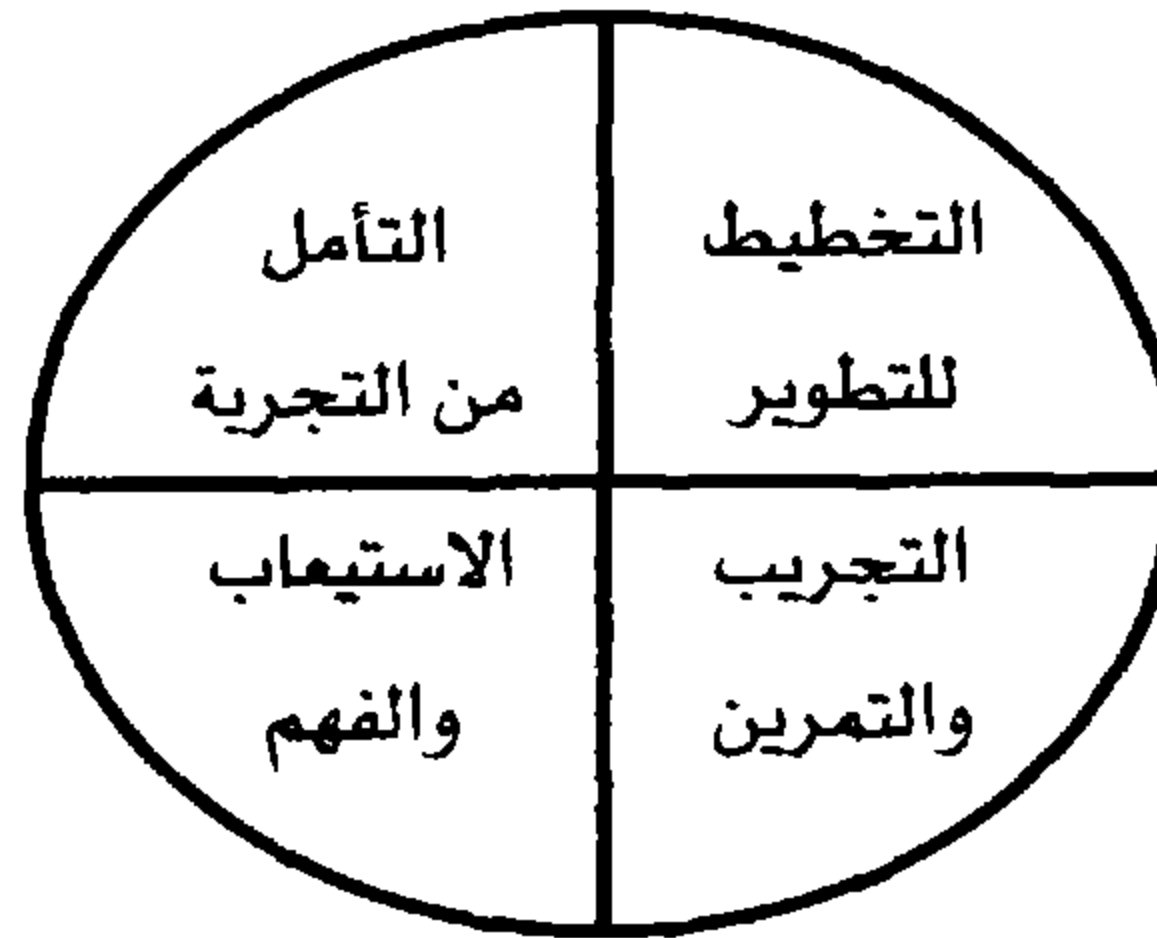 التخطيط
للتطوير
التأمل
من التجربة
التجريب
والتمرين
الاستيعاب
والفهم